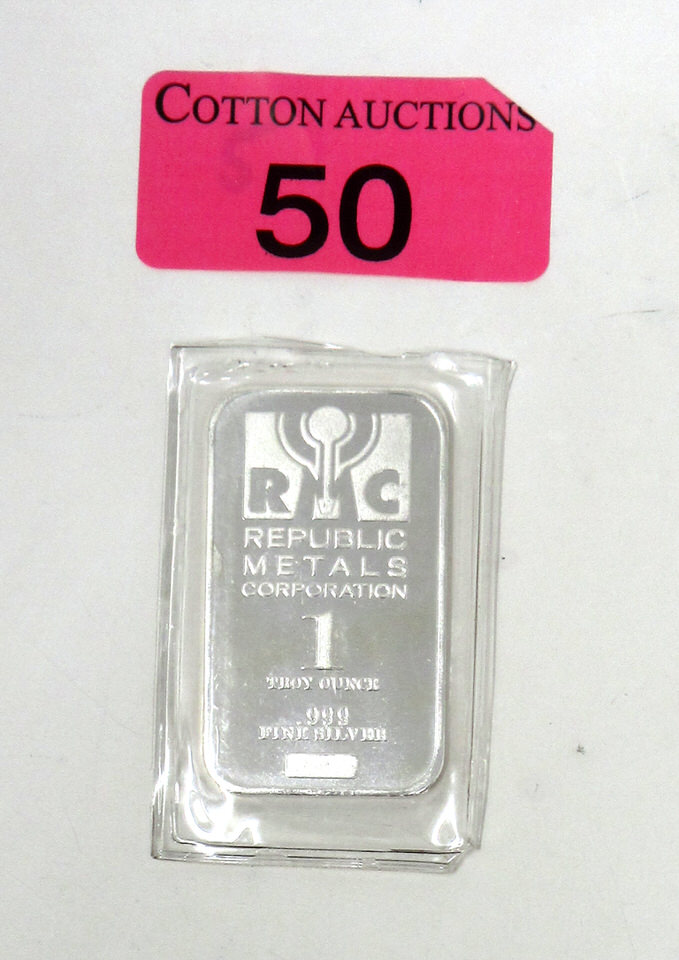 COTTON AUCTIONS
50
RMC
REPUBLIC
METALS
CORPORATION
1
TROY OUNCE
.999
FINE SILVER